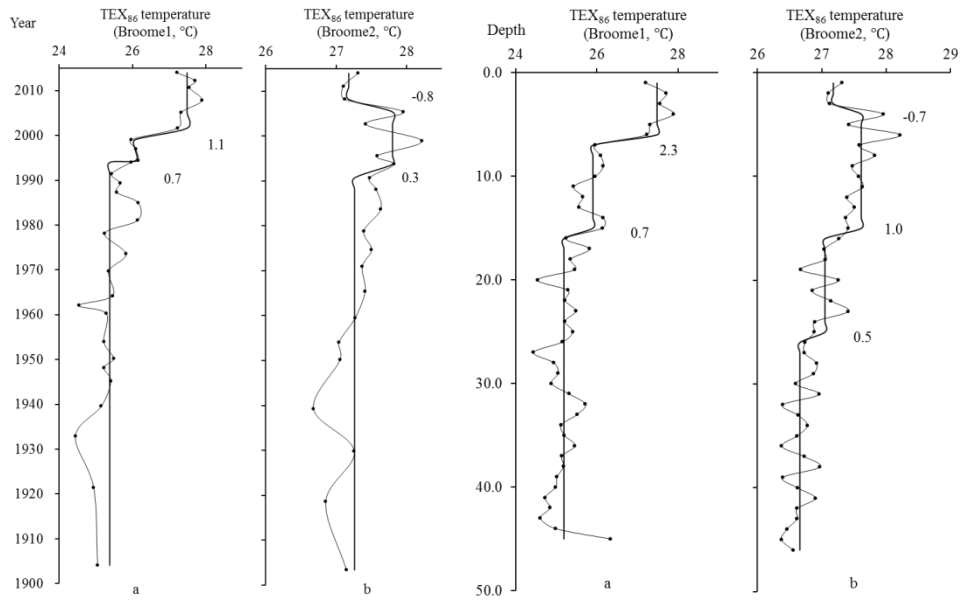 Year
TEX₈₆ temperature
(Broome1, ℃)
24 26 28
2010
2000
1990
1980
1970
1960
1950
1940
1930
1920
1910
1900
1.1
0.7
a
TEX₈₆ temperature
(Broome2, ℃)
26 27 28
-0.8
0.3
b
Depth
TEX₈₆ temperature
(Broome1, ℃)
24 26 28
0.0
10.0
20.0
30.0
40.0
50.0
2.3
0.7
a
TEX₈₆ temperature
(Broome2, ℃)
26 27 28 29
-0.7
1.0
0.5
b